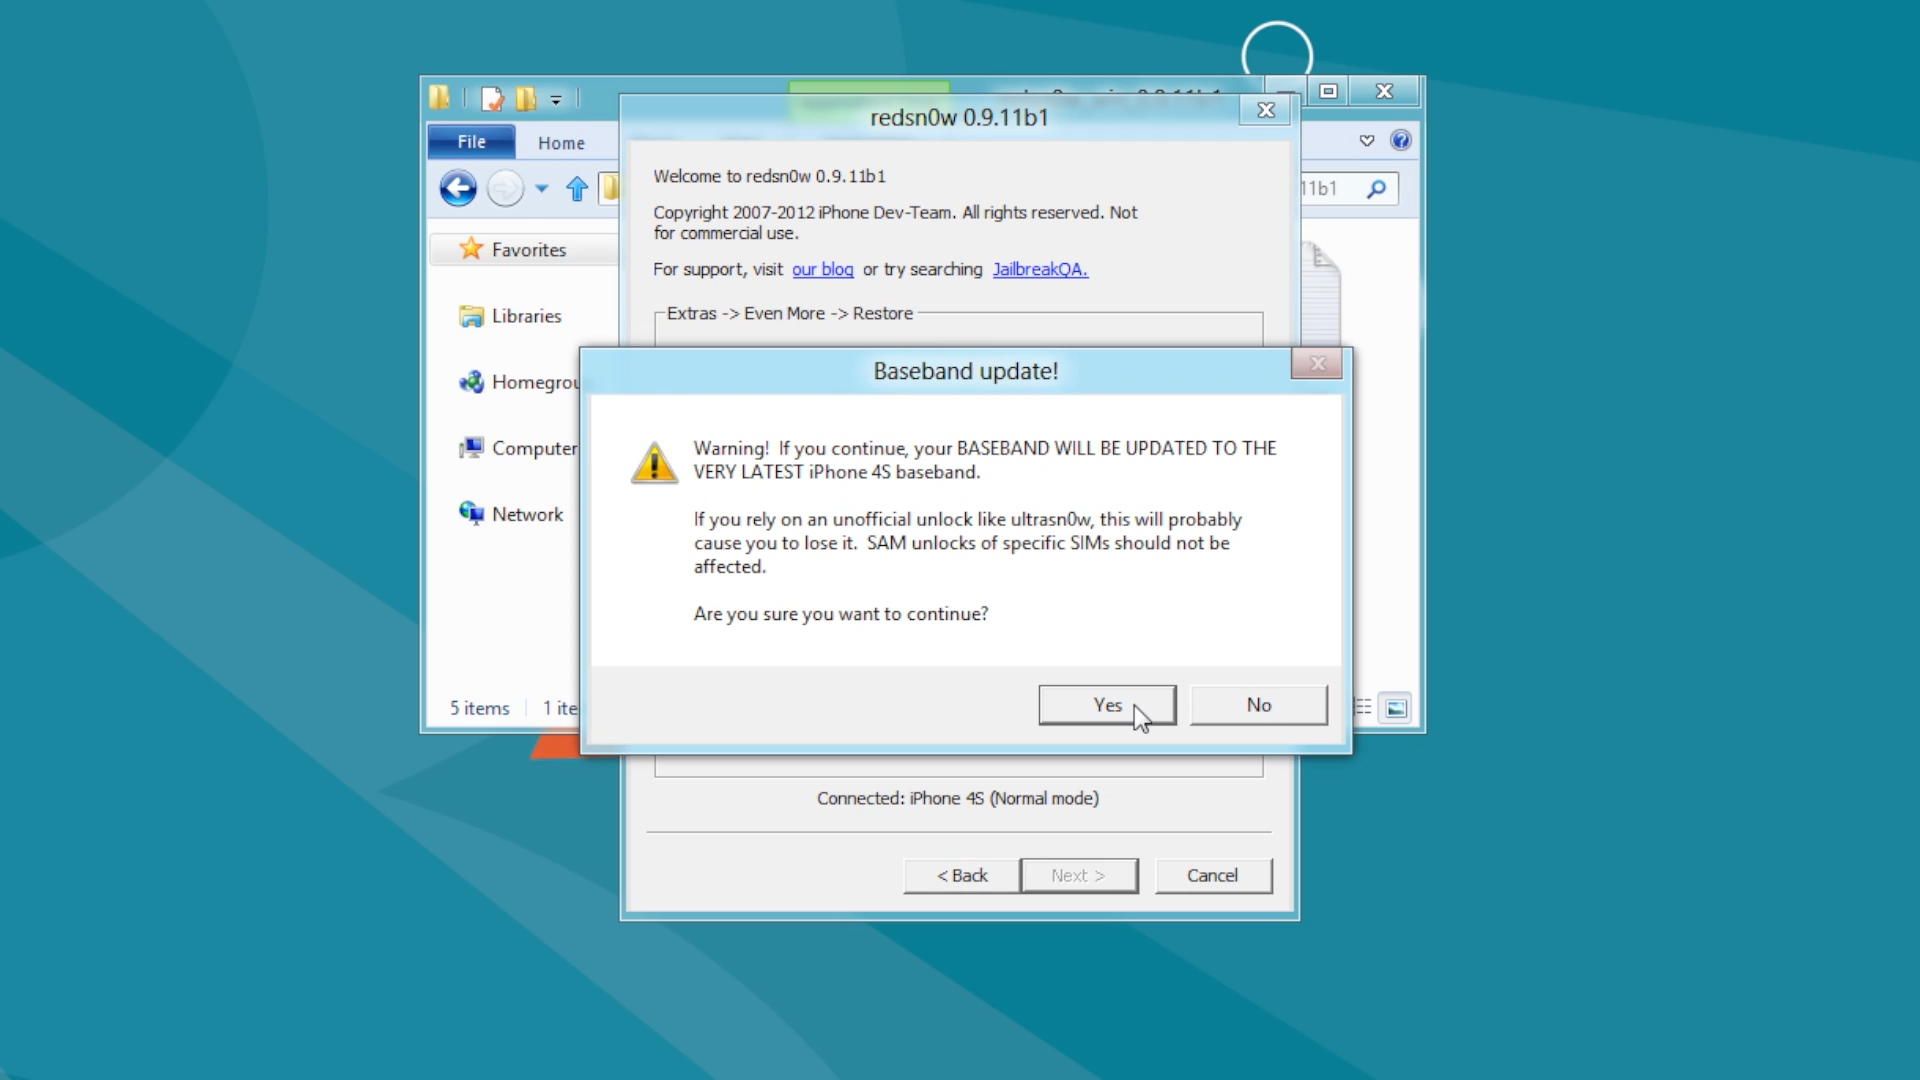 redsn0w 0.9.11b1
File
Home
11b1
Welcome to redsn0w 0.9.11b1
Copyright 2007-2012 iPhone Dev-Team. All rights reserved. Not
for commercial use.
For support, visit our blog or try searching JailbreakQA.
Extras -> Even More -> Restore
Favorites
Libraries
Homegrou
Computer
Network
5 items
1 ite
Baseband update!
Warning! If you continue, your BASEBAND WILL BE UPDATED TO THE
VERY LATEST iPhone 4S baseband.
If you rely on an unofficial unlock like ultrasn0w, this will probably
cause you to lose it. SAM unlocks of specific SIMs should not be
affected.
Are you sure you want to continue?
Yes
No
Connected: iPhone 4S (Normal mode)
< Back
Next >
Cancel